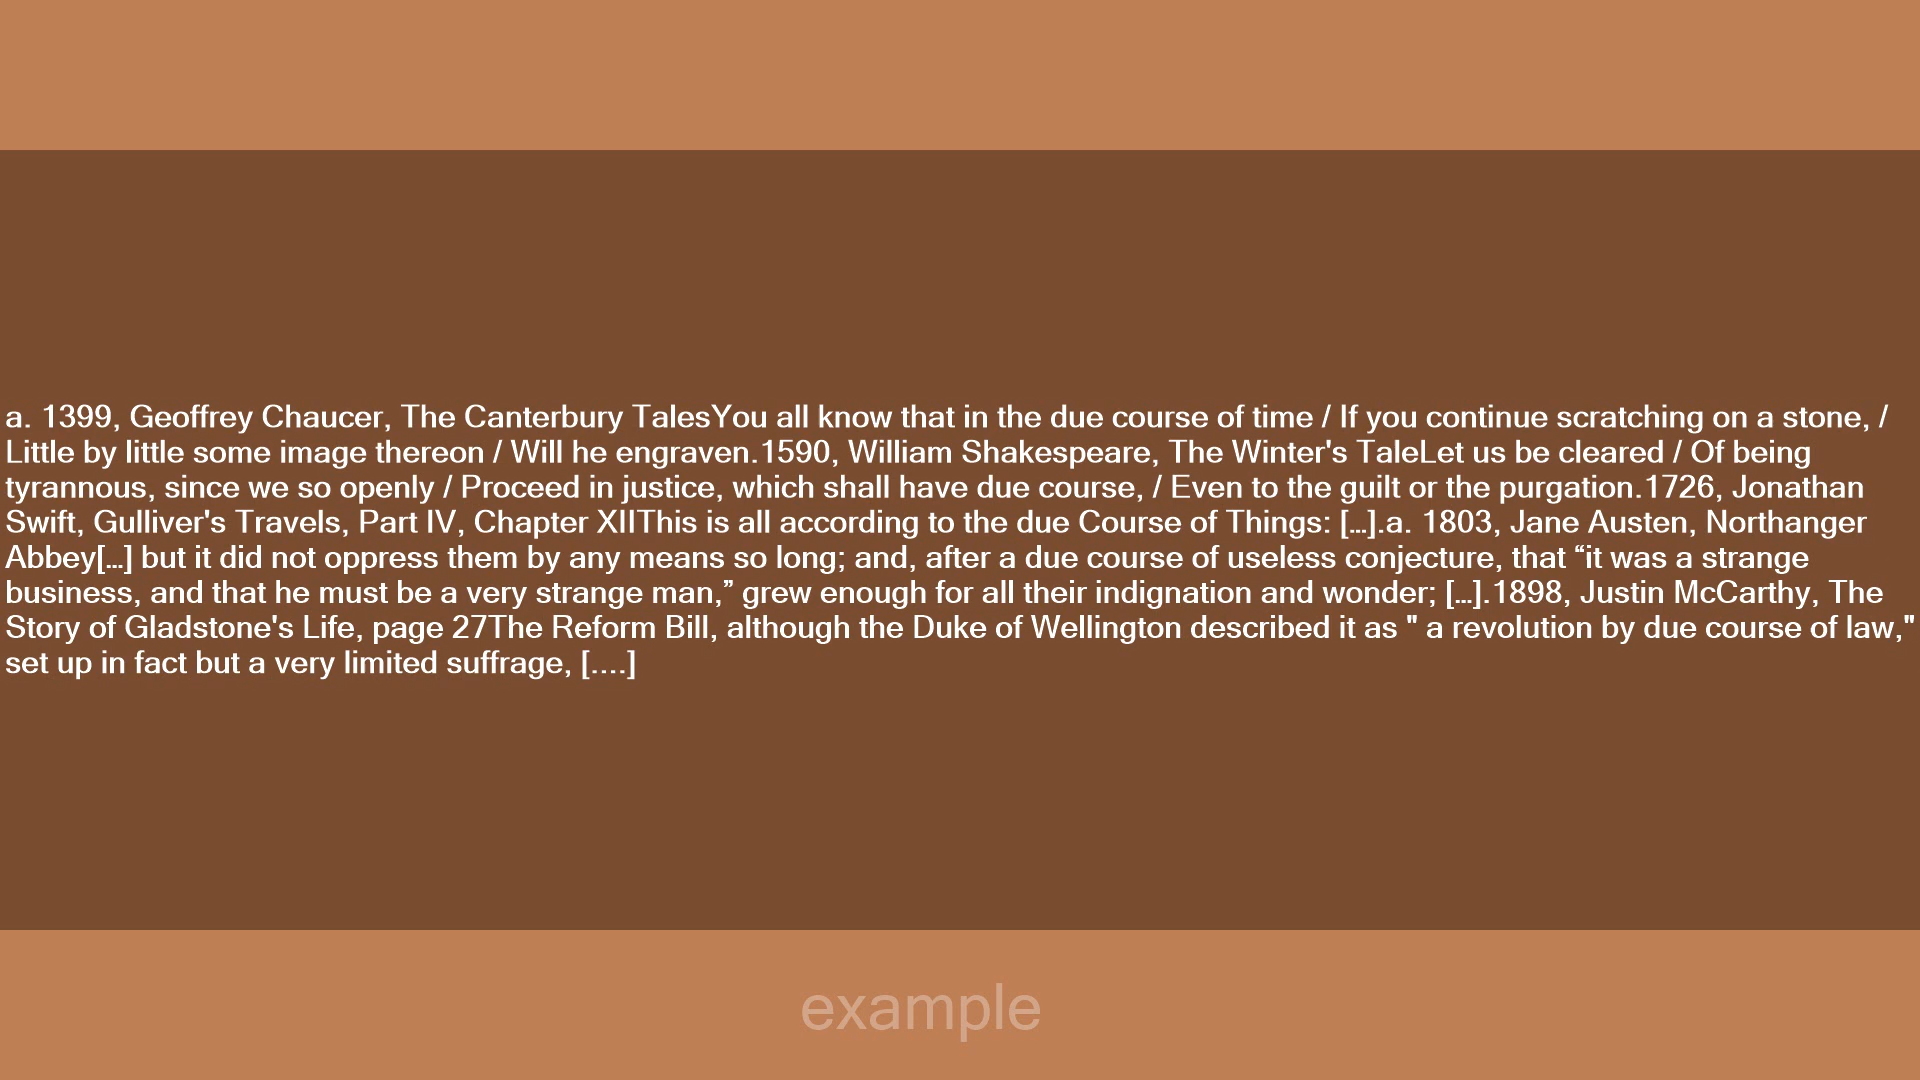 a. 1399, Geoffrey Chaucer, The Canterbury TalesYou all know that in the due course of time / If you continue scratching on a stone, /
Little by little some image thereon / Will he engraven.1590, William Shakespeare, The Winter's TaleLet us be cleared / Of being
tyrannous, since we so openly / Proceed in justice, which shall have due course, / Even to the guilt or the purgation.1726, Jonathan
Swift, Gulliver's Travels, Part IV, Chapter XIIThis is all according to the due Course of Things: [...].a. 1803, Jane Austen, Northanger
Abbey[...] but it did not oppress them by any means so long; and, after a due course of useless conjecture, that “it was a strange
business, and that he must be a very strange man,” grew enough for all their indignation and wonder; [...].1898, Justin McCarthy, The
Story of Gladstone's Life, page 27The Reform Bill, although the Duke of Wellington described it as " a revolution by due course of law,"
set up in fact but a very limited suffrage, [....]
example